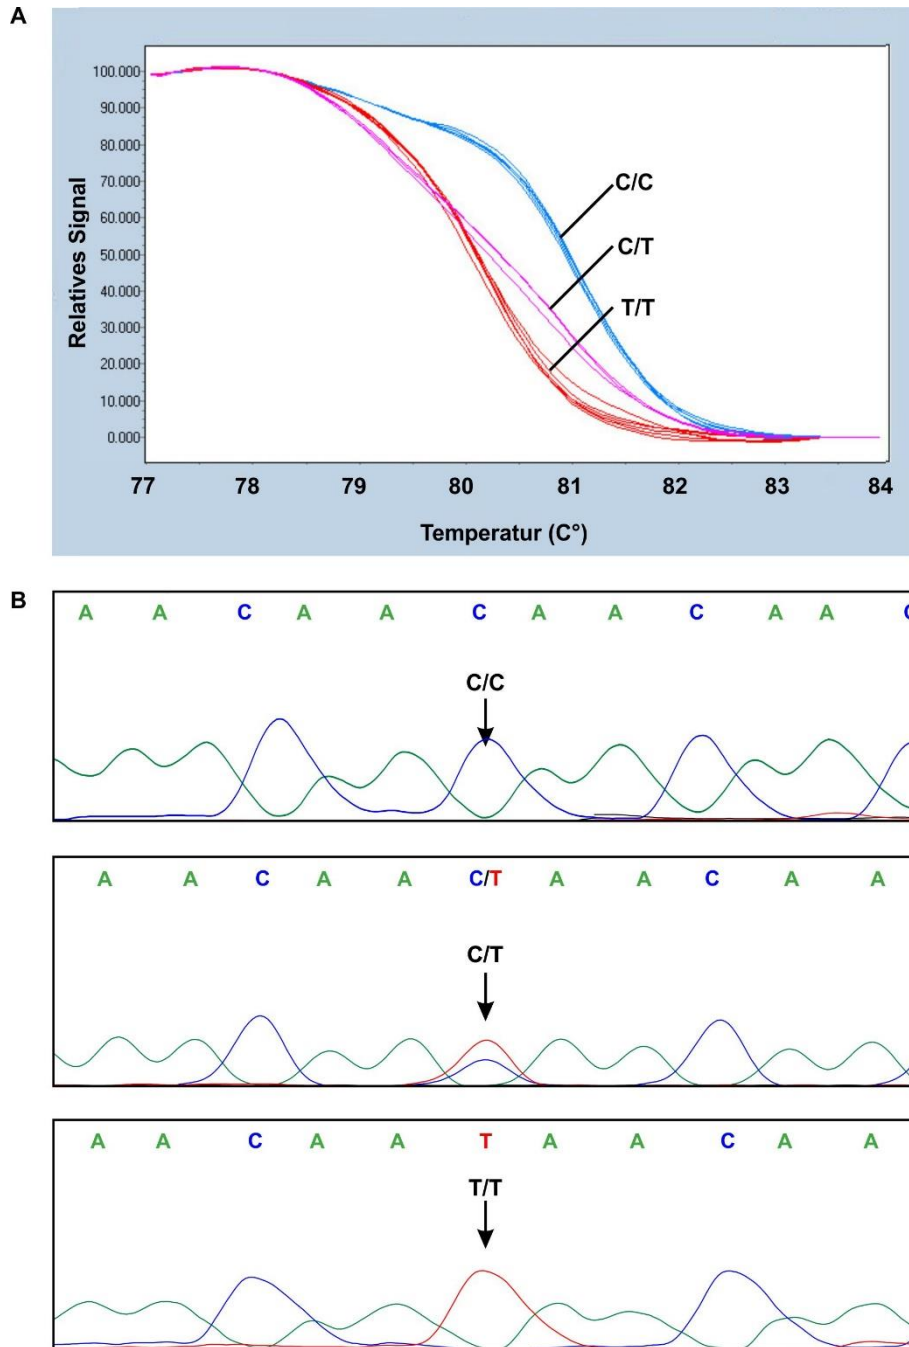 A
100.000
90.000
80.000
70.000
60.000
50.000
40.000
30.000
20.000
10.000
0.000
Relatives Signal
C/C
C/T
T/T
77 78 79 80 81 82 83 84
Temperatur (C°)
B
A A C A A C A A C A A C
C/C
A A C A A C/T A A C A A
C/T
A A C A A T A A C A A
T/T